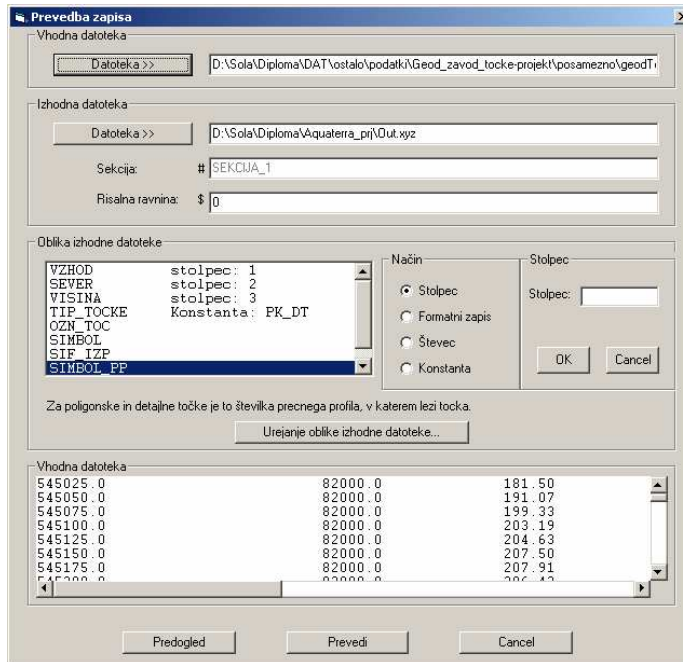 Prevedba zapisa
Vhodna datoteka
Datoteka >> D:\Sola\Diploma\DAT\ostalo\podatki\Geod_zavod_tocke-projekt\posamezno\geodT
Izhodna datoteka
Datoteka >> D:\Sola\Diploma\Aquaterra_prj\Out.xyz
Sekcija: # SEKCIJA_1
Risalna ravnina: $ 0
Oblika izhodne datoteke
VZHOD stolpec: 1
SEVER stolpec: 2
VISINA stolpec: 3
TIP_TOCKE Konstanta: PK_DT
OZN_TOC
SIMBOL
SIF_IZP
SIMBOL_PP
Način
Stolpec
Formatni zapis
Števec
Konstanta
Stolpec
Stolpec:
OK Cancel
Za poligonske in detajlne točke je to številka precnega profila, v katerem lezi tocka.
Urejanje oblike izhodne datoteke...
Vhodna datoteka
545025.0 82000.0 181.50
545050.0 82000.0 191.07
545075.0 82000.0 199.33
545100.0 82000.0 203.19
545125.0 82000.0 204.63
545150.0 82000.0 207.50
545175.0 82000.0 207.91
Predogled Prevedi Cancel